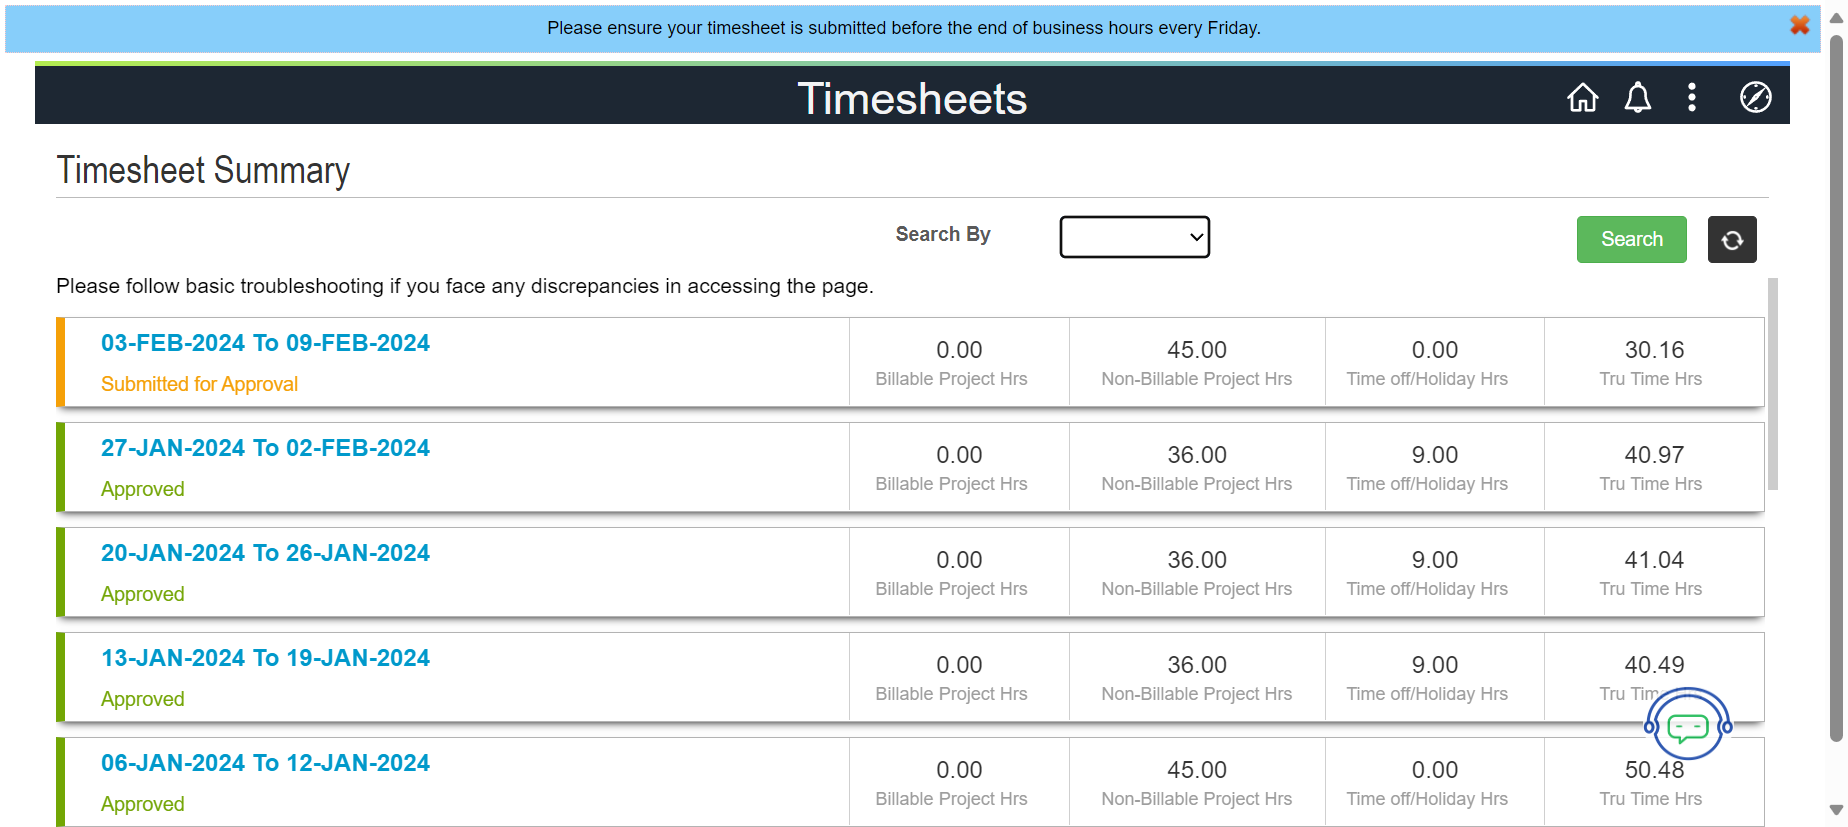 Please ensure your timesheet is submitted before the end of business hours every Friday.
Timesheets
Timesheet Summary
Search By
Search
Please follow basic troubleshooting if you face any discrepancies in accessing the page.
03-FEB-2024 To 09-FEB-2024
Submitted for Approval
0.00
Billable Project Hrs
45.00
Non-Billable Project Hrs
0.00
Time off/Holiday Hrs
30.16
Tru Time Hrs
27-JAN-2024 To 02-FEB-2024
Approved
0.00
Billable Project Hrs
36.00
Non-Billable Project Hrs
9.00
Time off/Holiday Hrs
40.97
Tru Time Hrs
20-JAN-2024 To 26-JAN-2024
Approved
0.00
Billable Project Hrs
36.00
Non-Billable Project Hrs
9.00
Time off/Holiday Hrs
41.04
Tru Time Hrs
13-JAN-2024 To 19-JAN-2024
Approved
0.00
Billable Project Hrs
36.00
Non-Billable Project Hrs
9.00
Time off/Holiday Hrs
40.49
Tru
06-JAN-2024 To 12-JAN-2024
Approved
0.00
Billable Project Hrs
45.00
Non-Billable Project Hrs
0.00
Time off/Holiday Hrs
50.48
Tru Time Hrs